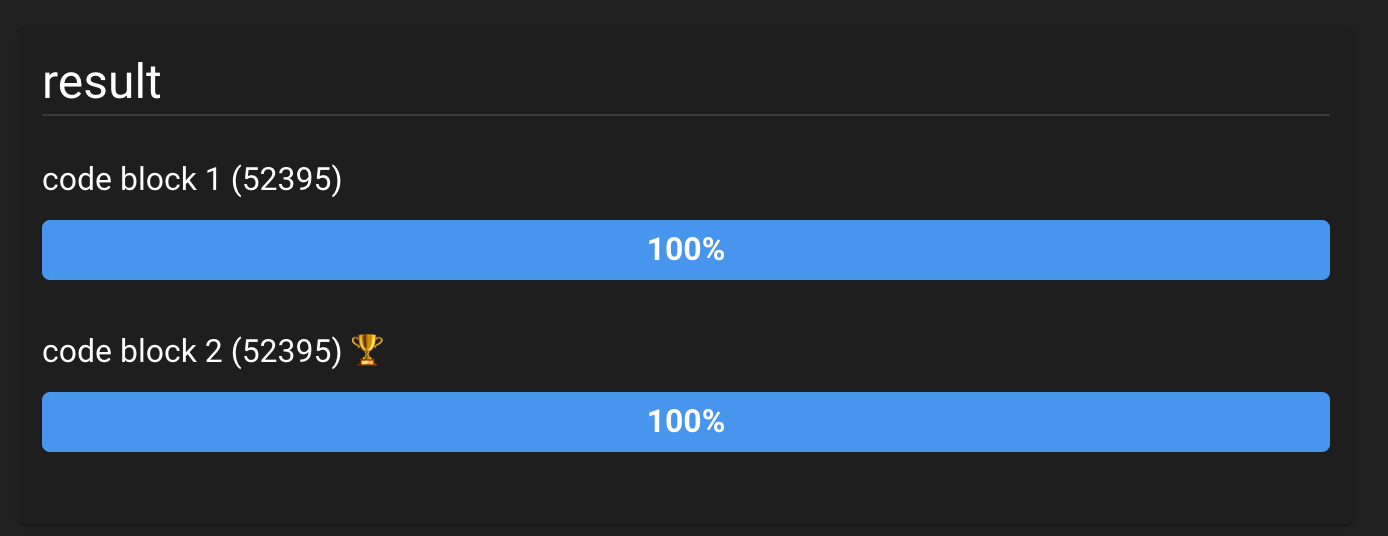 result
code block 1 (52395)
100%
code block 2 (52395) 🏆
100%